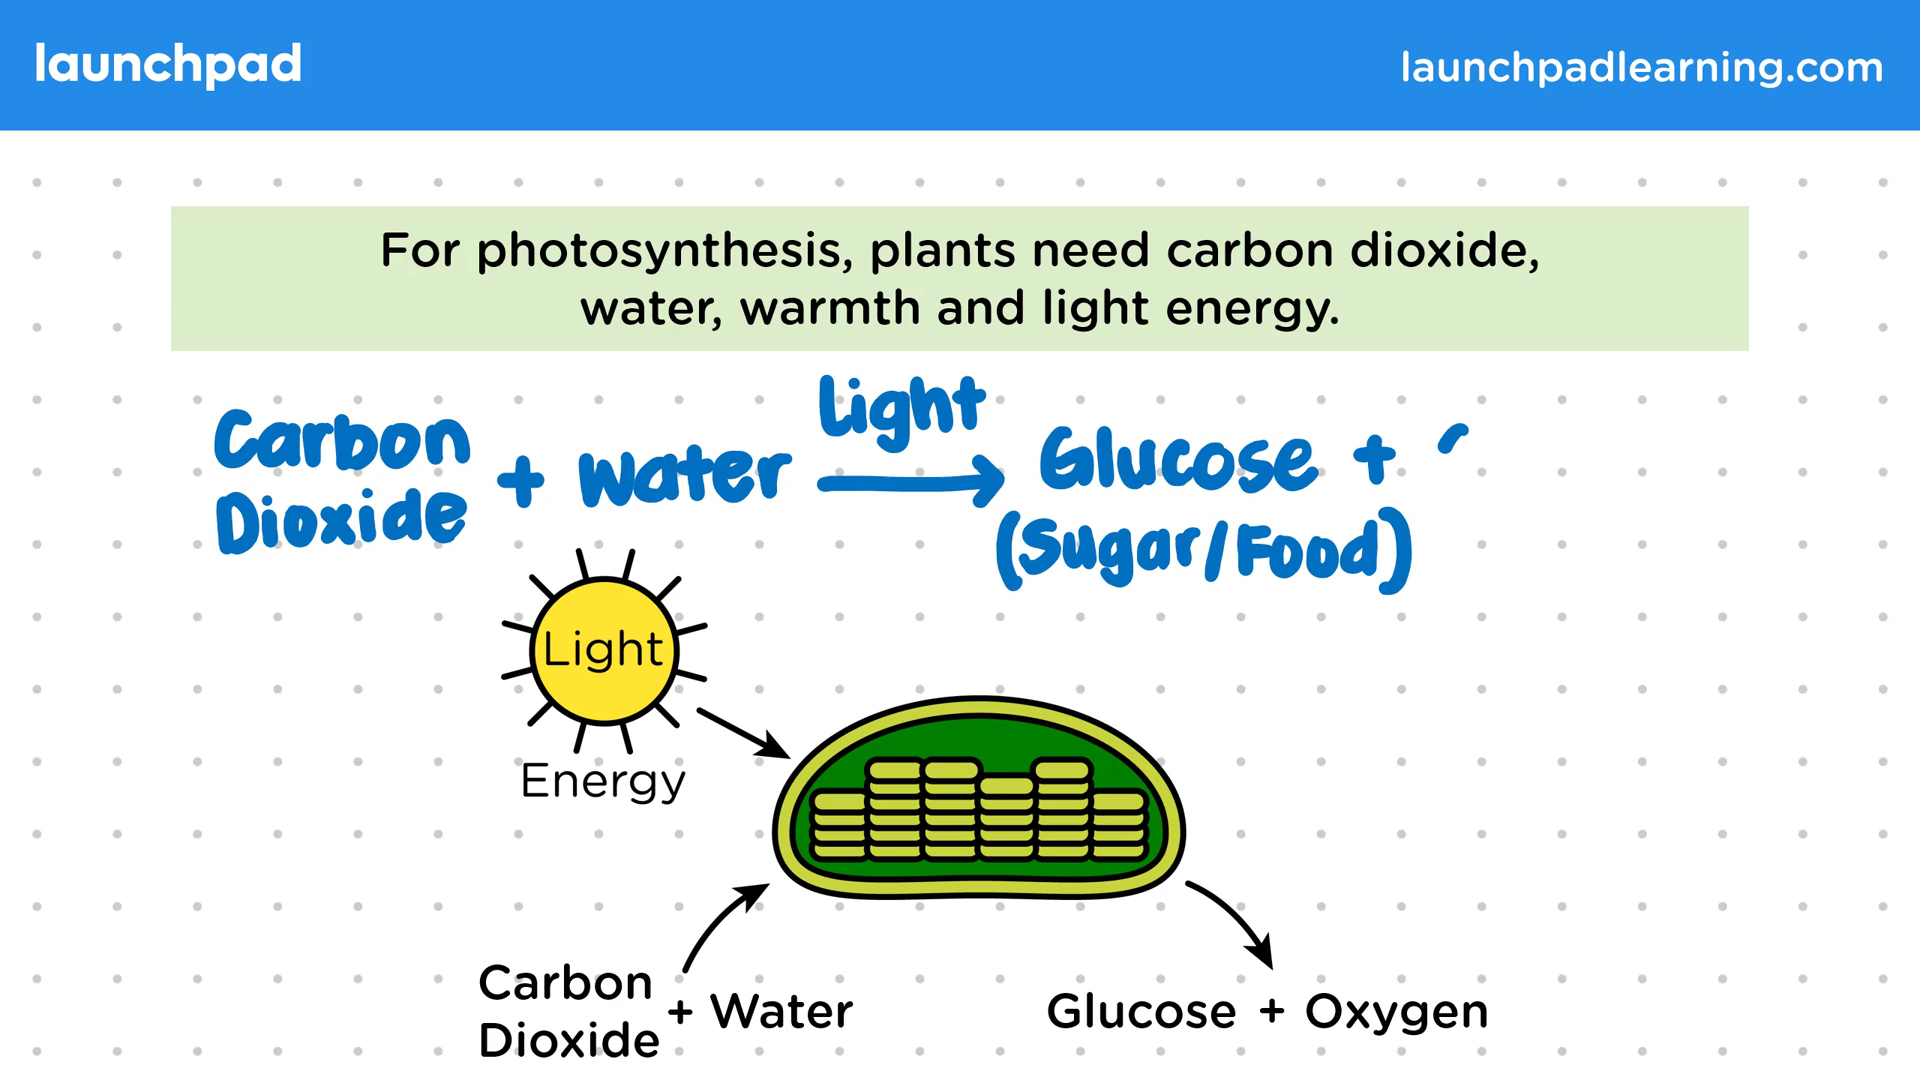 launchpad
launchpadlearning.com
For photosynthesis, plants need carbon dioxide,
water, warmth and light energy.
Carbon
Dioxide
+ Water
Light
→ Glucose +
(Sugar/Food)
Light
Energy
Carbon
Dioxide
+ Water
Glucose + Oxygen